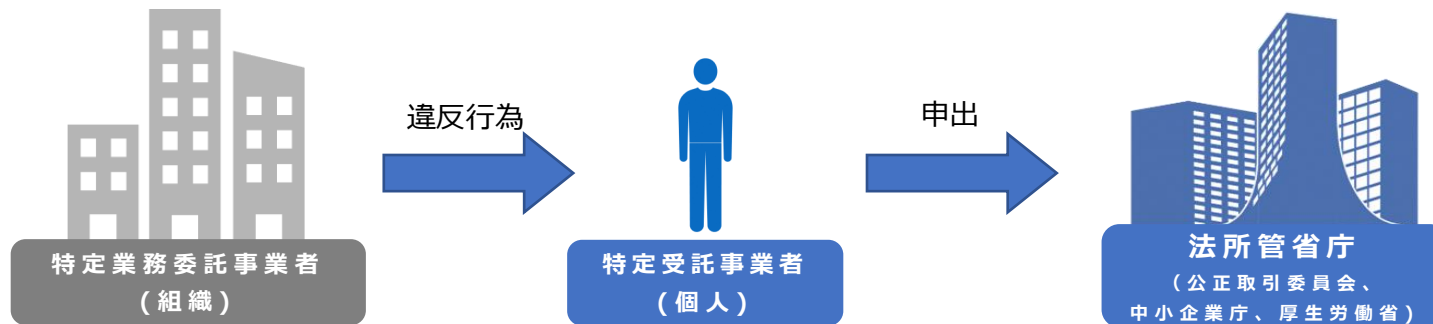 違反行為
申出
特定業務委託事業者
(組織)
特定受託事業者
(個人)
法所管省庁
(公正取引委員会、
中小企業庁、厚生労働省)